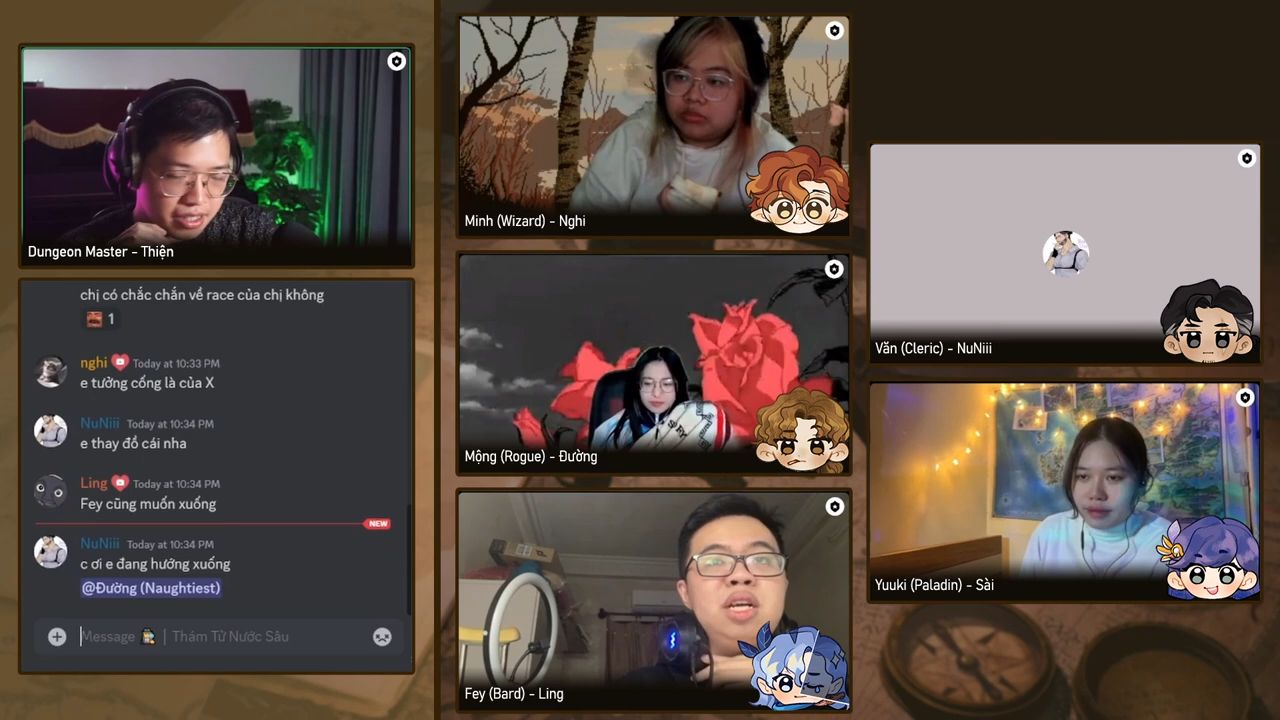 Dungeon Master - Thiện
chị có chắc chắn về race của chị không
1
nghi Today at 10:33 PM
e tưởng cổng là của X
NuNiii Today at 10:34 PM
e thay đồ cái nha
Ling Today at 10:34 PM
Fey cũng muốn xuống
NEW
NuNiii Today at 10:34 PM
c ơi e đang hướng xuống
@Đường (Naughtiest)
Message | Thám Tử Nước Sâu
Minh (Wizard) - Nghi
Mộng (Rogue) - Đường
Fey (Bard) - Ling
Văn (Cleric) - NuNiii
Yuuki (Paladin) - Sài